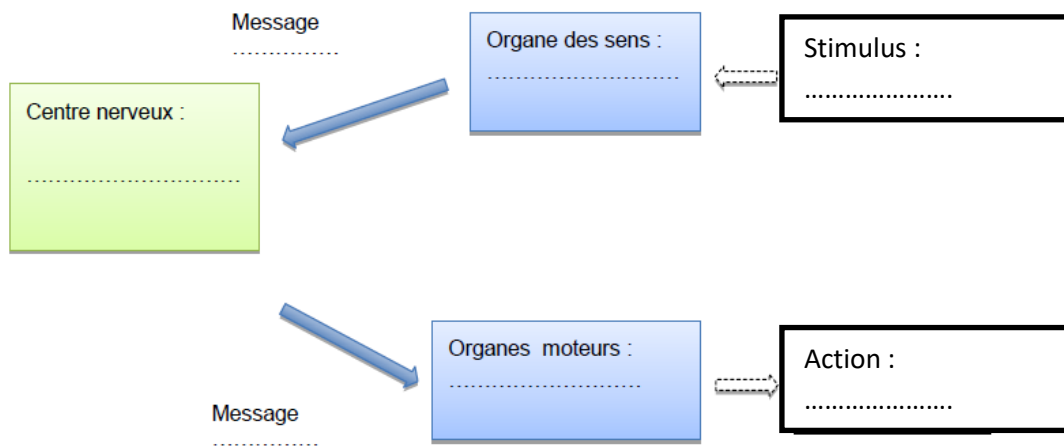 Message
...............
Organe des sens :
...........................
Stimulus :
......................
Centre nerveux :
..............................
Organes moteurs :
...........................
Action :
......................
Message
...............